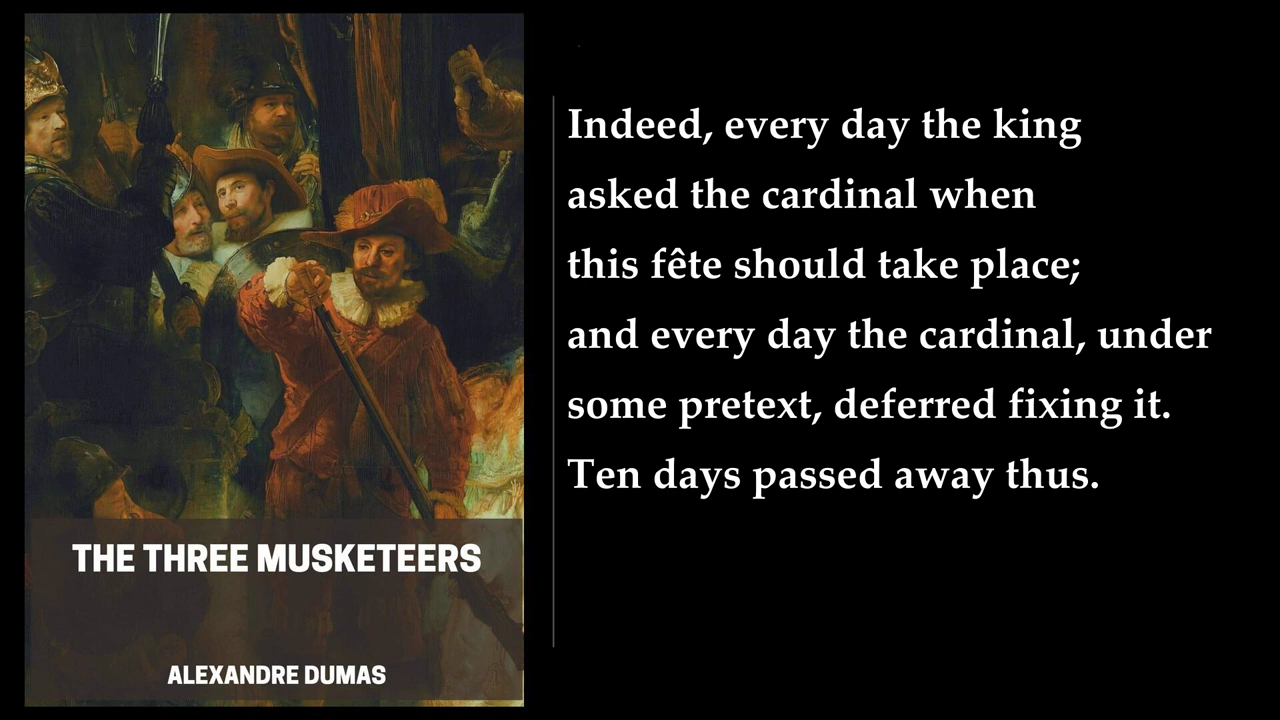 THE THREE MUSKETEERS
ALEXANDRE DUMAS
Indeed, every day the king
asked the cardinal when
this fête should take place;
and every day the cardinal, under
some pretext, deferred fixing it.
Ten days passed away thus.